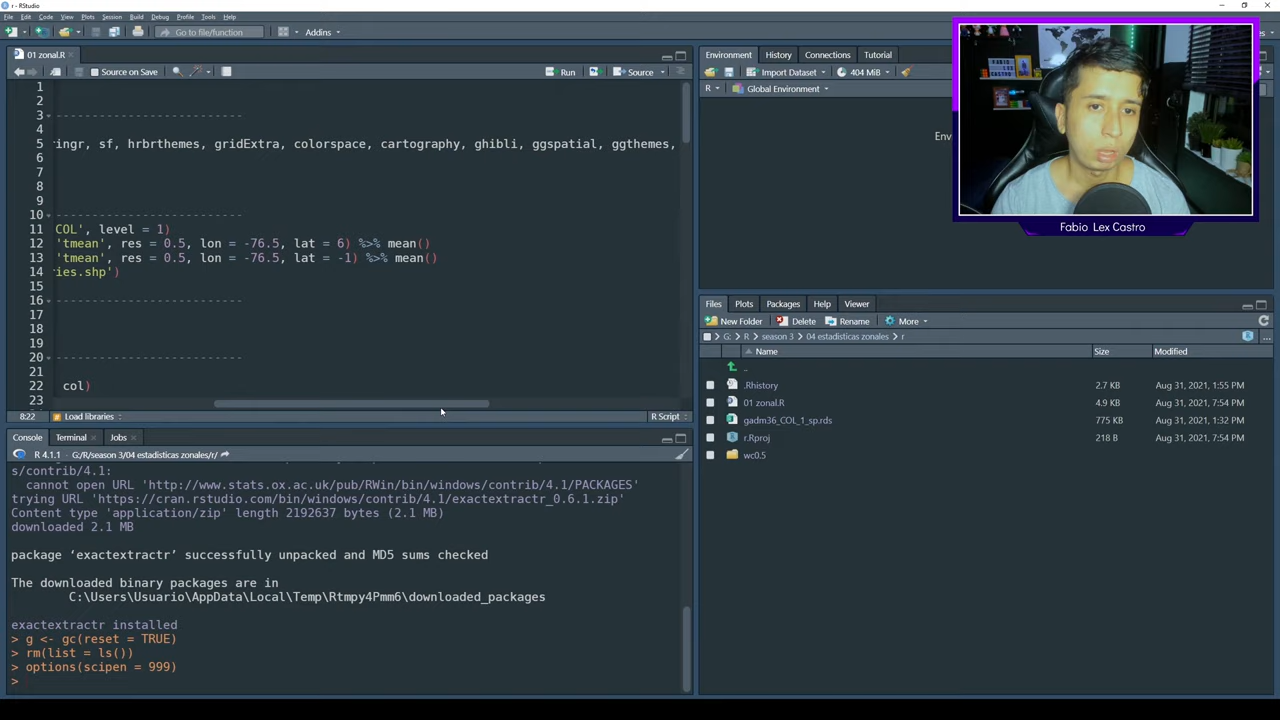 r - RStudio
File Edit Code View Plots Session Build Debug Profile Tools Help
Go to file/function Addins
01 zonal.R
Source on Save Run Source
1
2
3 ------------------------
4
5 ringr, sf, hrbrthemes, gridExtra, colorspace, cartography, ghibli, ggspatial, ggthemes,
6
7
8
9
10 ------------------------
11 COL', level = 1)
12 'tmean', res = 0.5, lon = -76.5, lat = 6) %>% mean()
13 'tmean', res = 0.5, lon = -76.5, lat = -1) %>% mean()
14 ries.shp')
15
16 ------------------------
17
18
19
20 ------------------------
21
22 col)
23
8:22 Load libraries R Script
Console Terminal Jobs
R 4.1.1 · G:/R/season 3/04 estadisticas zonales/r/
s/contrib/4.1:
cannot open URL 'http://www.stats.ox.ac.uk/pub/RWin/bin/windows/contrib/4.1/PACKAGES'
trying URL 'https://cran.rstudio.com/bin/windows/contrib/4.1/exactextractr_0.6.1.zip'
Content type 'application/zip' length 2192637 bytes (2.1 MB)
downloaded 2.1 MB
package ‘exactextractr’ successfully unpacked and MD5 sums checked
The downloaded binary packages are in
C:\Users\Usuario\AppData\Local\Temp\Rtmpy4Pmm6\downloaded_packages
exactextractr installed
> g <- gc(reset = TRUE)
> rm(list = ls())
> options(scipen = 999)
>
Environment History Connections Tutorial
Import Dataset 404 MiB
R Global Environment
Env
Fabio Lex Castro
Files Plots Packages Help Viewer
New Folder Delete Rename More
G: R season 3 04 estadisticas zonales r
Name Size Modified
..
.Rhistory 2.7 KB Aug 31, 2021, 1:55 PM
01 zonal.R 4.9 KB Aug 31, 2021, 7:54 PM
gadm36_COL_1_sp.rds 775 KB Aug 31, 2021, 1:32 PM
r.Rproj 218 B Aug 31, 2021, 7:54 PM
wc0.5